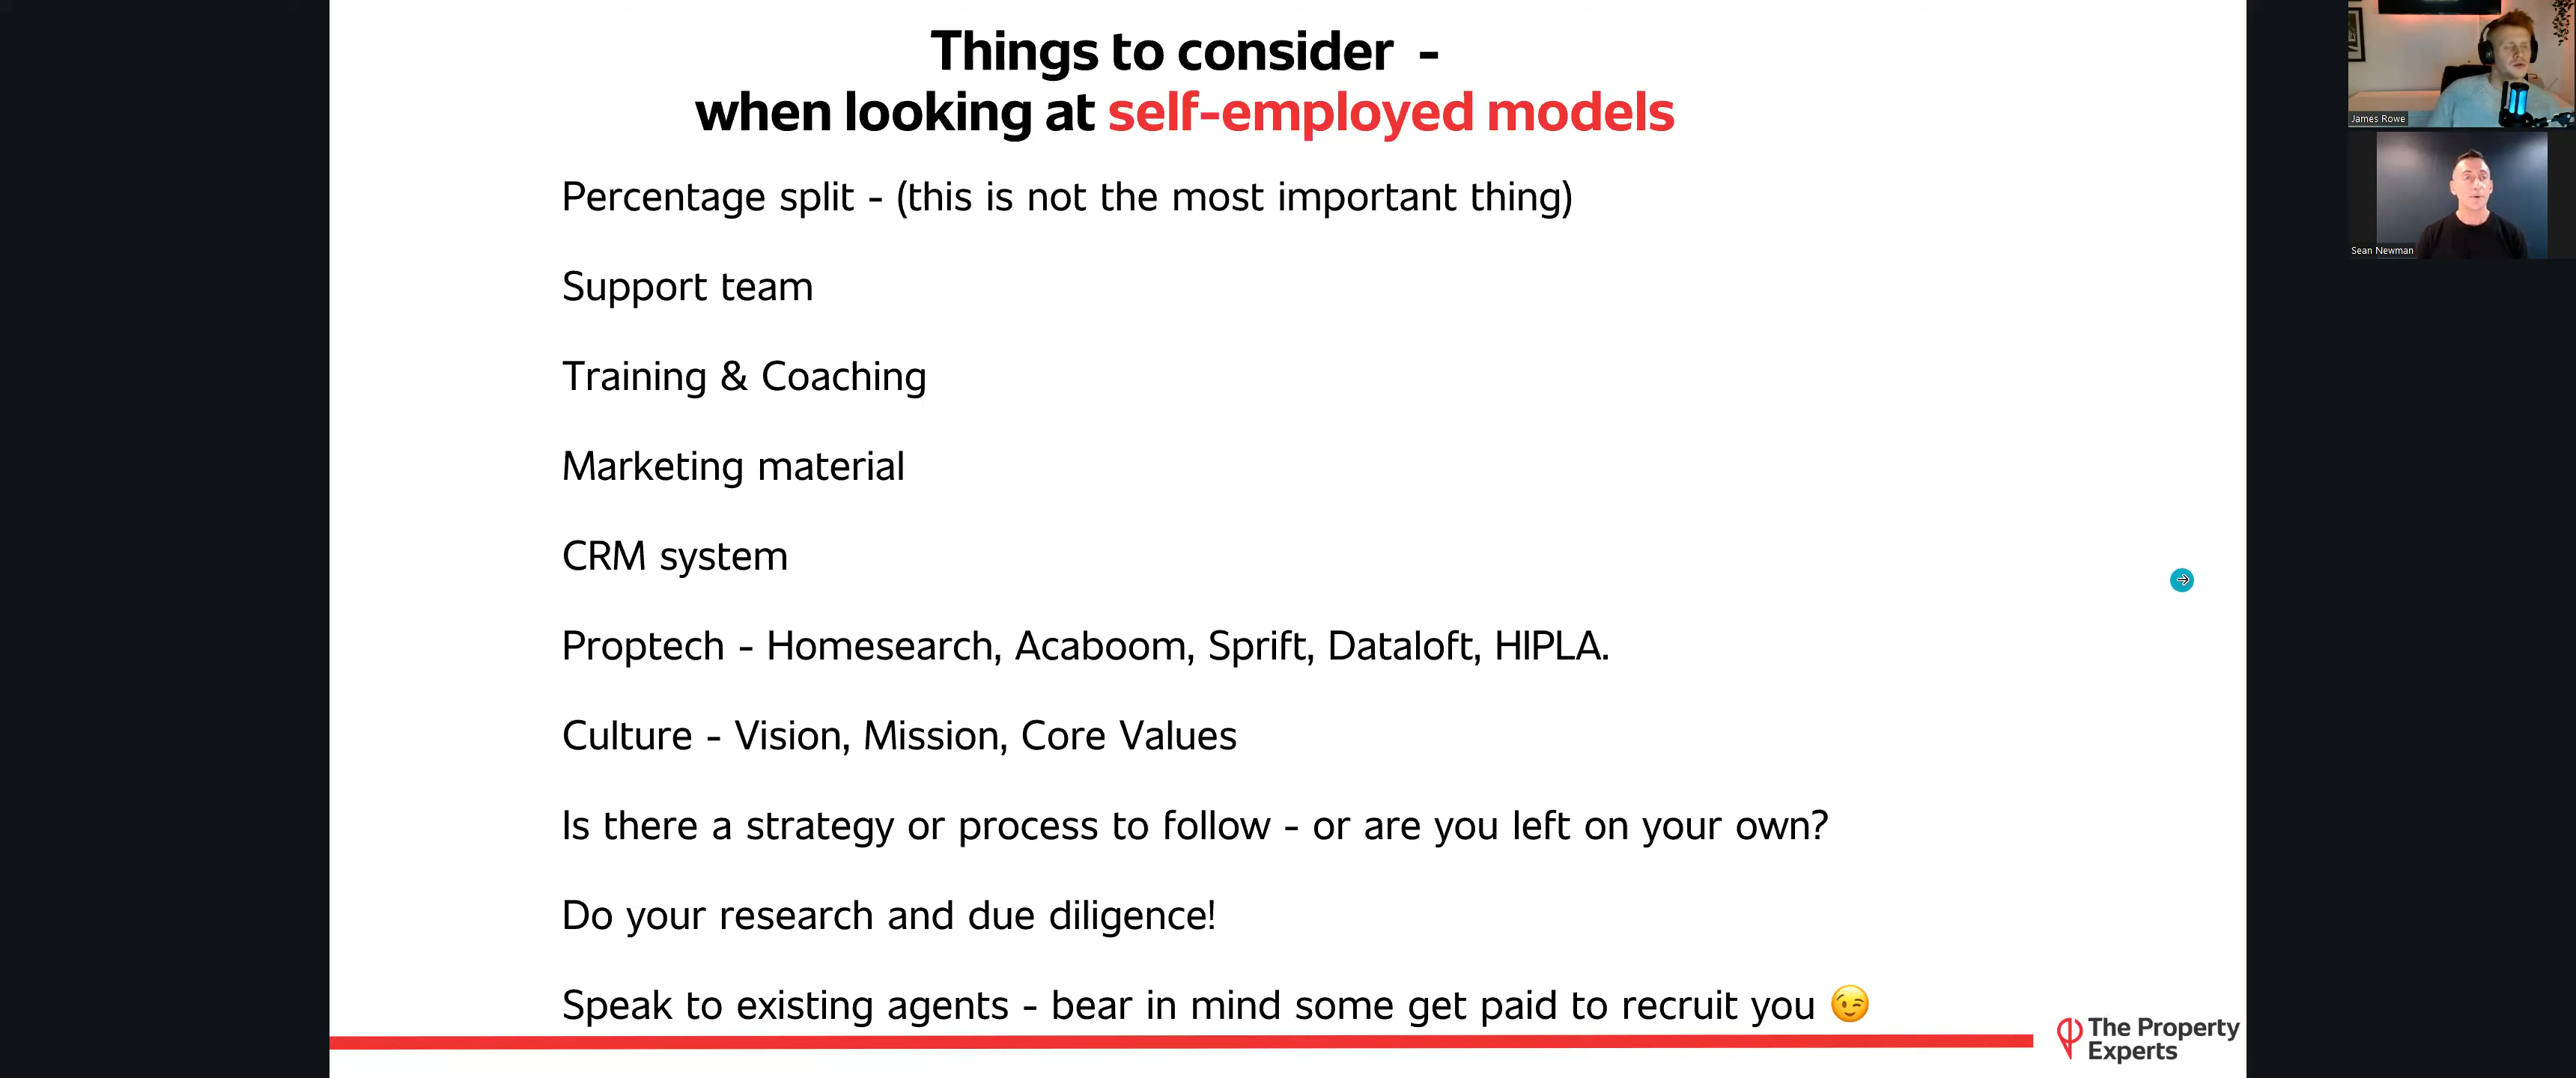 Things to consider -
when looking at self-employed models
Percentage split - (this is not the most important thing)
Support team
Training & Coaching
Marketing material
CRM system
Proptech - Homesearch, Acaboom, Sprift, Dataloft, HIPLA.
Culture - Vision, Mission, Core Values
Is there a strategy or process to follow - or are you left on your own?
Do your research and due diligence!
Speak to existing agents - bear in mind some get paid to recruit you 😉
The Property
Experts
James Rowe
Sean Newman